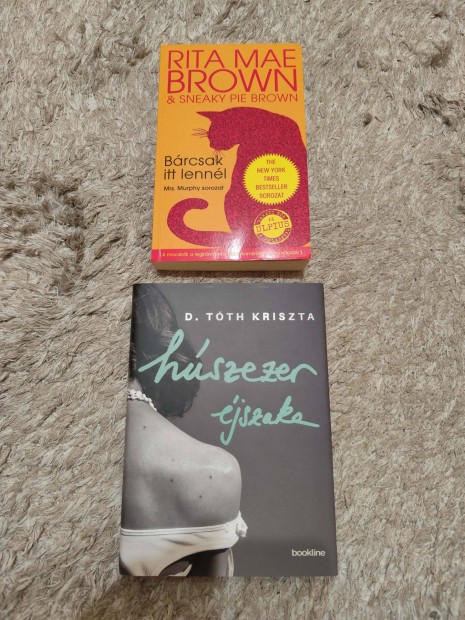 RITA MAE
BROWN
& SNEAKY PIE BROWN
Bárcsak
itt lennél
Mrs. Murphy sorozat
THE
NEW YORK
TIMES
BESTSELLER
SOROZAT
ULPIUS
D. TÓTH KRISZTA
húszezer
éjszaka
bookline